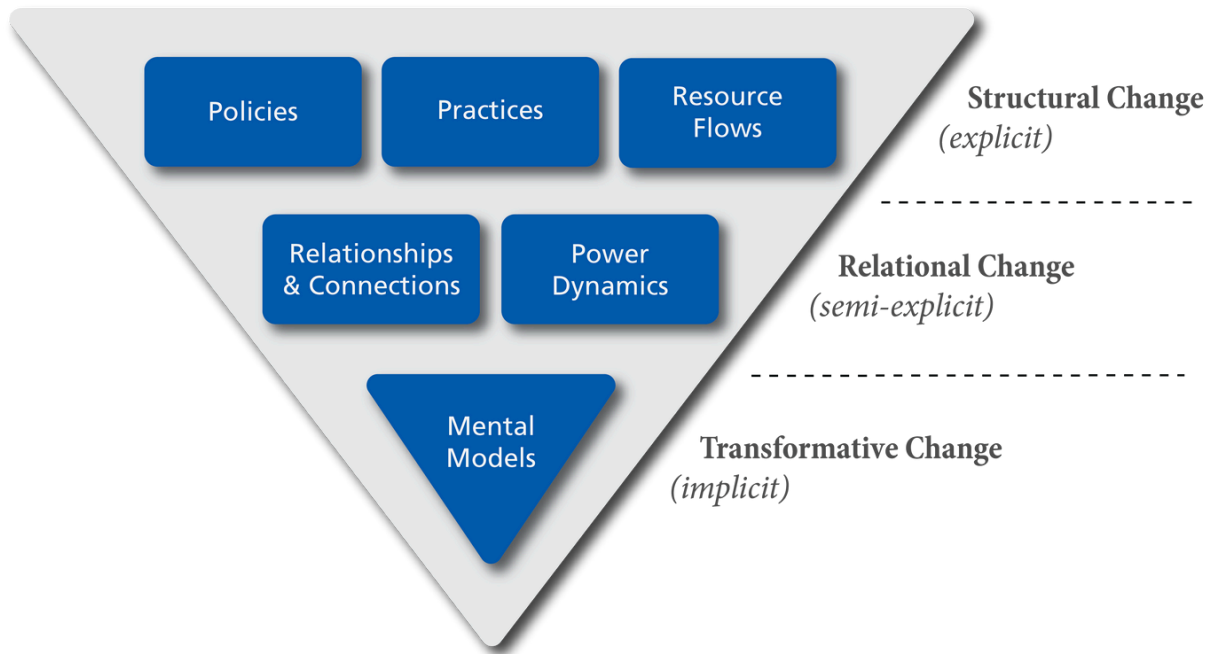 Policies
Practices
Resource
Flows
Structural Change
(explicit)
Relationships
& Connections
Power
Dynamics
Relational Change
(semi-explicit)
Mental
Models
Transformative Change
(implicit)